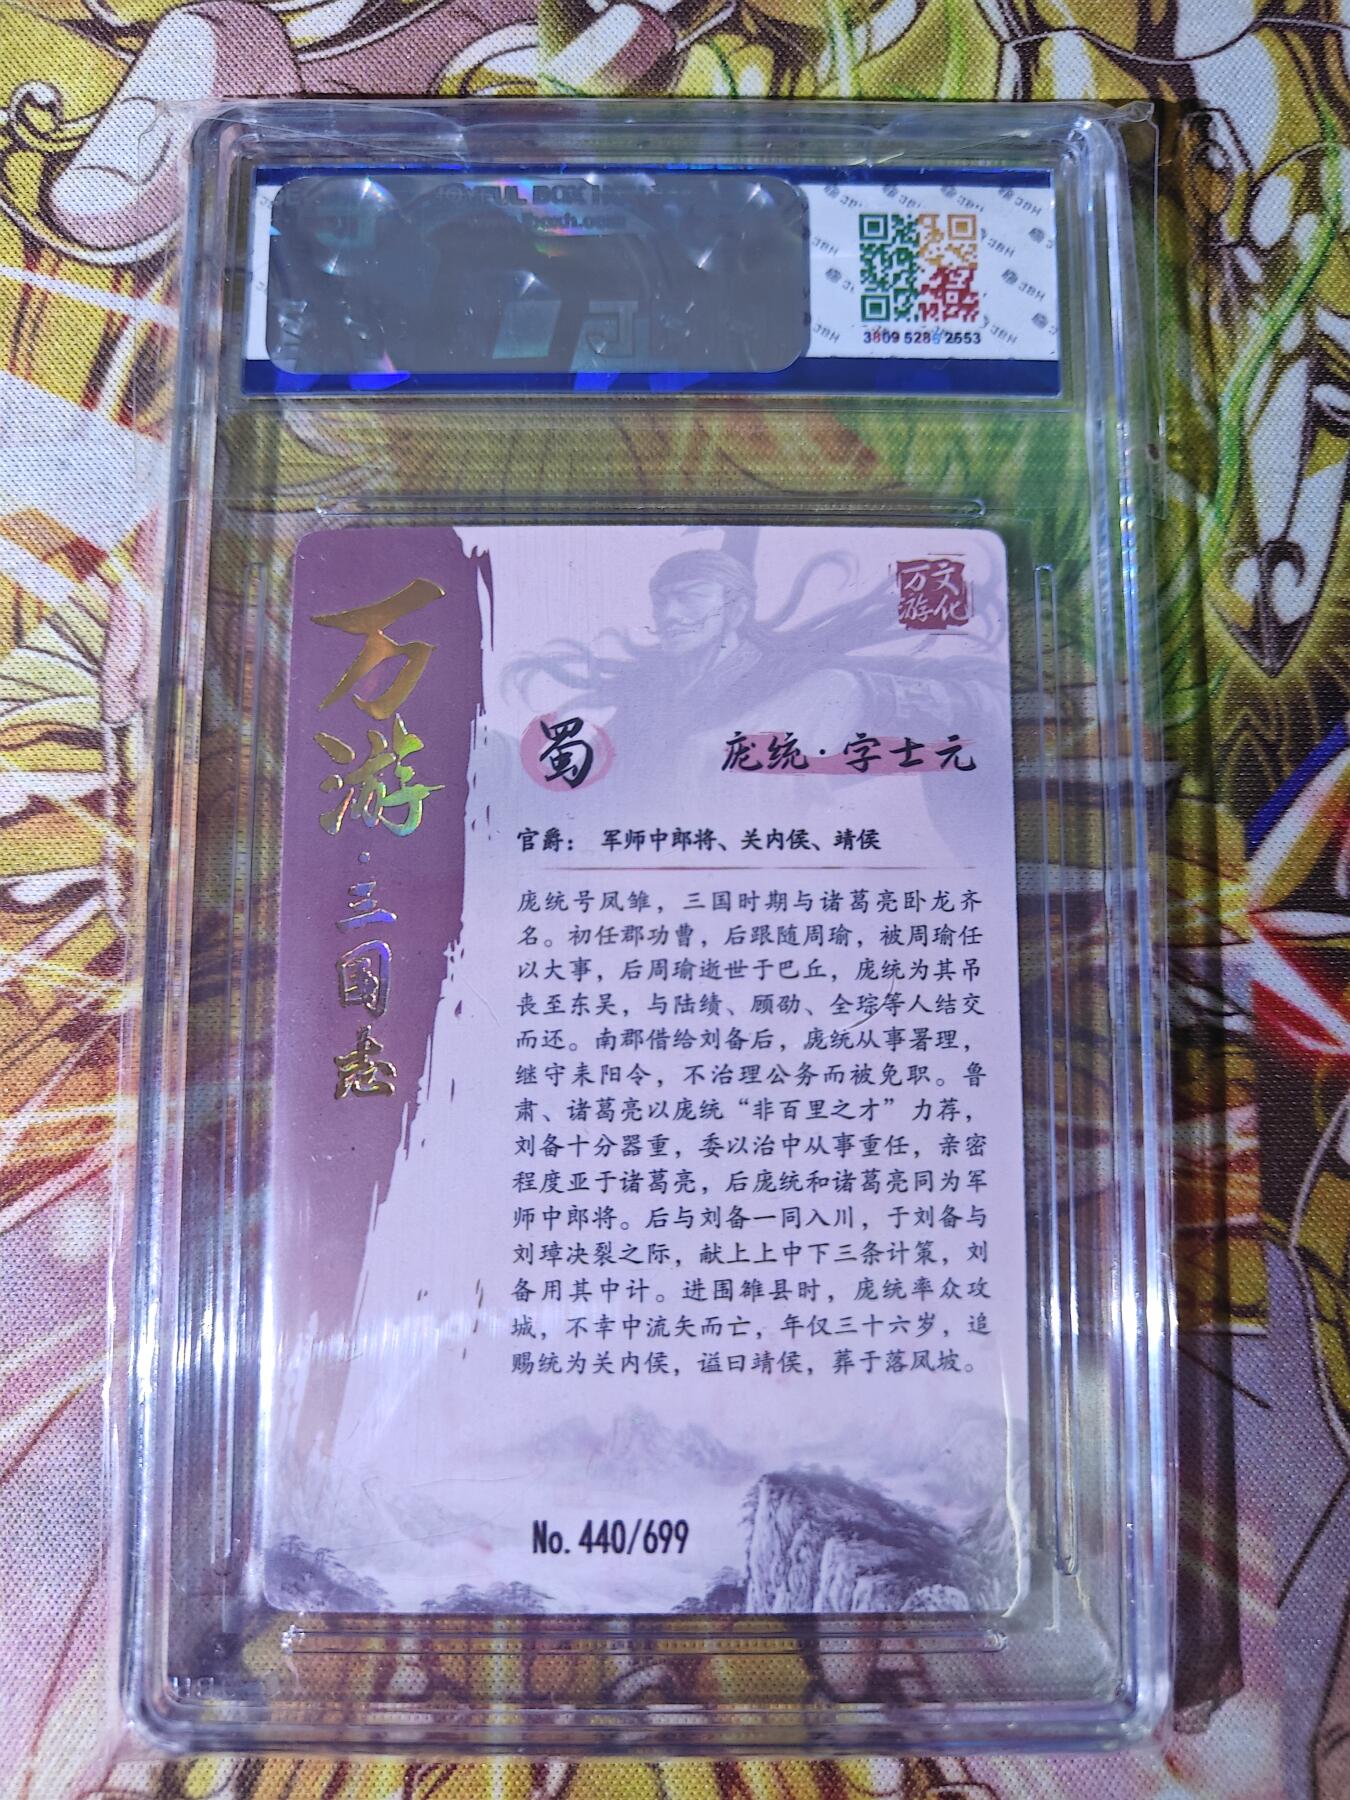 JBH
3809 5286 2553
万游·三国志
万游
文化
蜀
庞统·字士元
官爵： 军师中郎将、关内侯、靖侯
庞统号凤雏，三国时期与诸葛亮卧龙齐
名。初任郡功曹，后跟随周瑜，被周瑜任
以大事，后周瑜逝世于巴丘，庞统为其吊
丧至东吴，与陆绩、顾劭、全琮等人结交
而还。南郡借给刘备后，庞统从事署理，
继守耒阳令，不治理公务而被免职。鲁
肃、诸葛亮以庞统“非百里之才”力荐，
刘备十分器重，委以治中从事重任，亲密
程度亚于诸葛亮，后庞统和诸葛亮同为军
师中郎将。后与刘备一同入川，于刘备与
刘璋决裂之际，献上上中下三条计策，刘
备用其中计。进围雒县时，庞统率众攻
城，不幸中流矢而亡，年仅三十六岁，追
赐统为关内侯，谥曰靖侯，葬于落凤坡。
No. 440/699